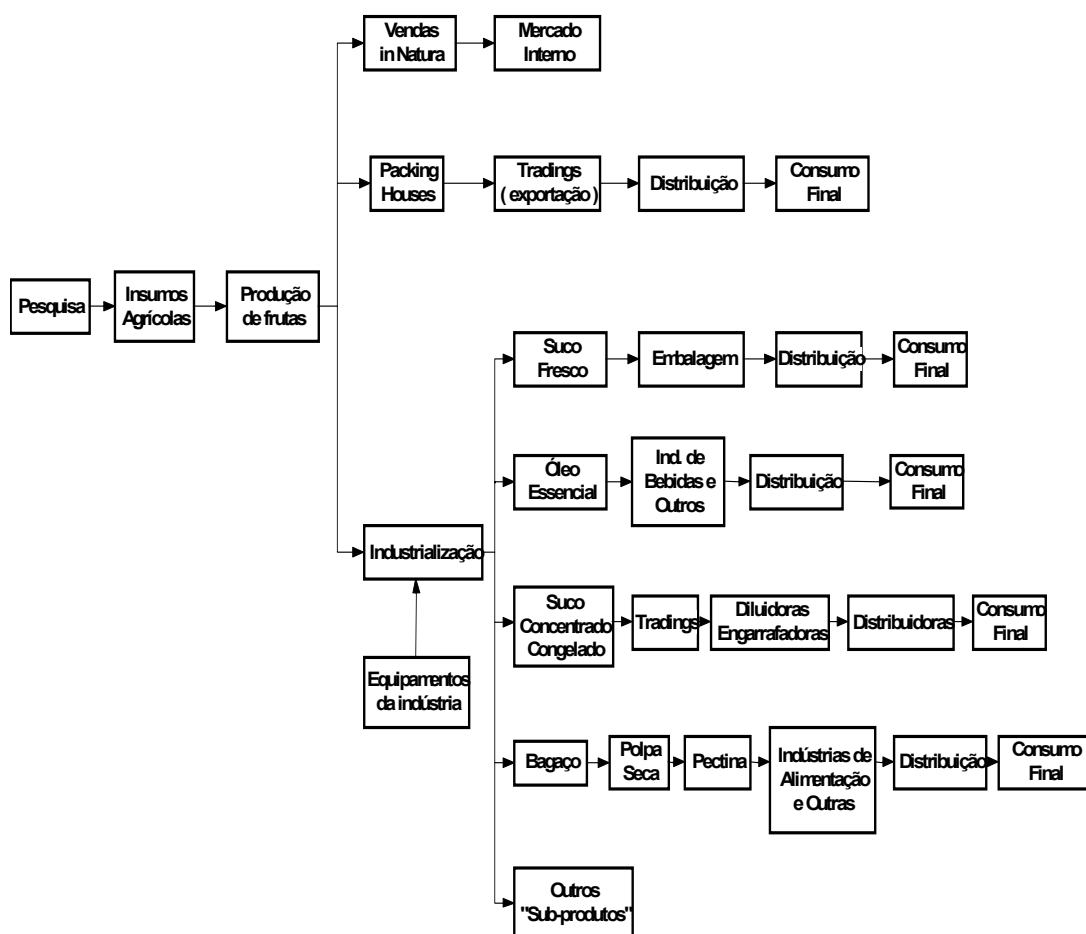 Vendas
in Natura
Mercado
Interno
Packing
Houses
Tradings
( exportação )
Distribuição
Consumo
Final
Pesquisa
Insumos
Agrícolas
Produção
de frutas
Suco
Fresco
Embalagem
Distribuição
Consumo
Final
Óleo
Essencial
Ind. de
Bebidas e
Outros
Distribuição
Consumo
Final
Industrialização
Equipamentos
da indústria
Suco
Concentrado
Congelado
Tradings
Diluidoras
Engarrafadoras
Distribuidoras
Consumo
Final
Bagaço
Polpa
Seca
Pectina
Indústrias de
Alimentação
e Outras
Distribuição
Consumo
Final
Outros
"Sub-produtos"